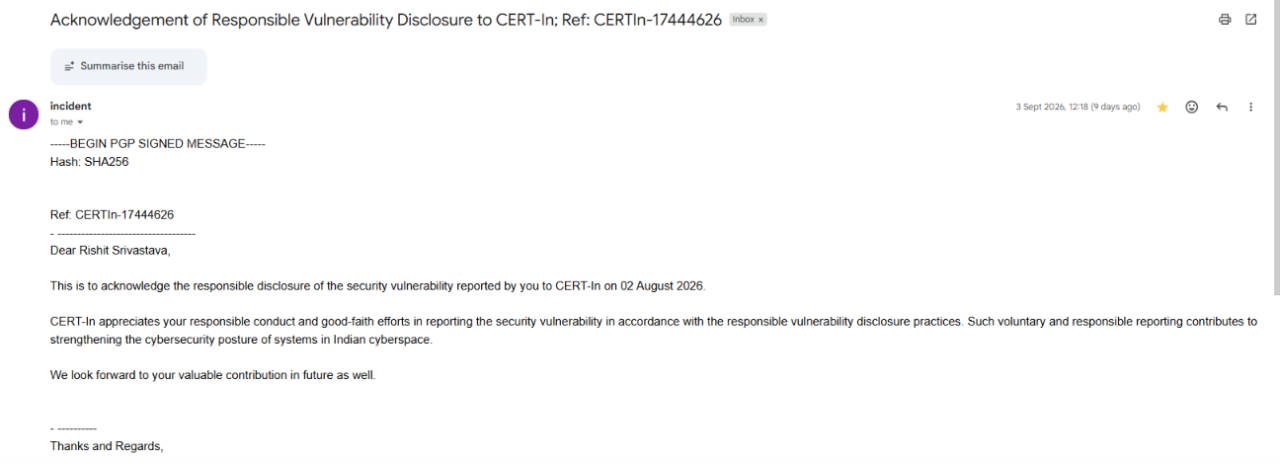 Acknowledgement of Responsible Vulnerability Disclosure to CERT-In; Ref: CERTIn-17444626 Inbox x
Summarise this email
i
incident
3 Sept 2026, 12:18 (9 days ago)
to me
-----BEGIN PGP SIGNED MESSAGE-----
Hash: SHA256
Ref: CERTIn-17444626
- -----------------------------------
Dear Rishit Srivastava,
This is to acknowledge the responsible disclosure of the security vulnerability reported by you to CERT-In on 02 August 2026.
CERT-In appreciates your responsible conduct and good-faith efforts in reporting the security vulnerability in accordance with the responsible vulnerability disclosure practices. Such voluntary and responsible reporting contributes to
strengthening the cybersecurity posture of systems in Indian cyberspace.
We look forward to your valuable contribution in future as well.
- ----------
Thanks and Regards,